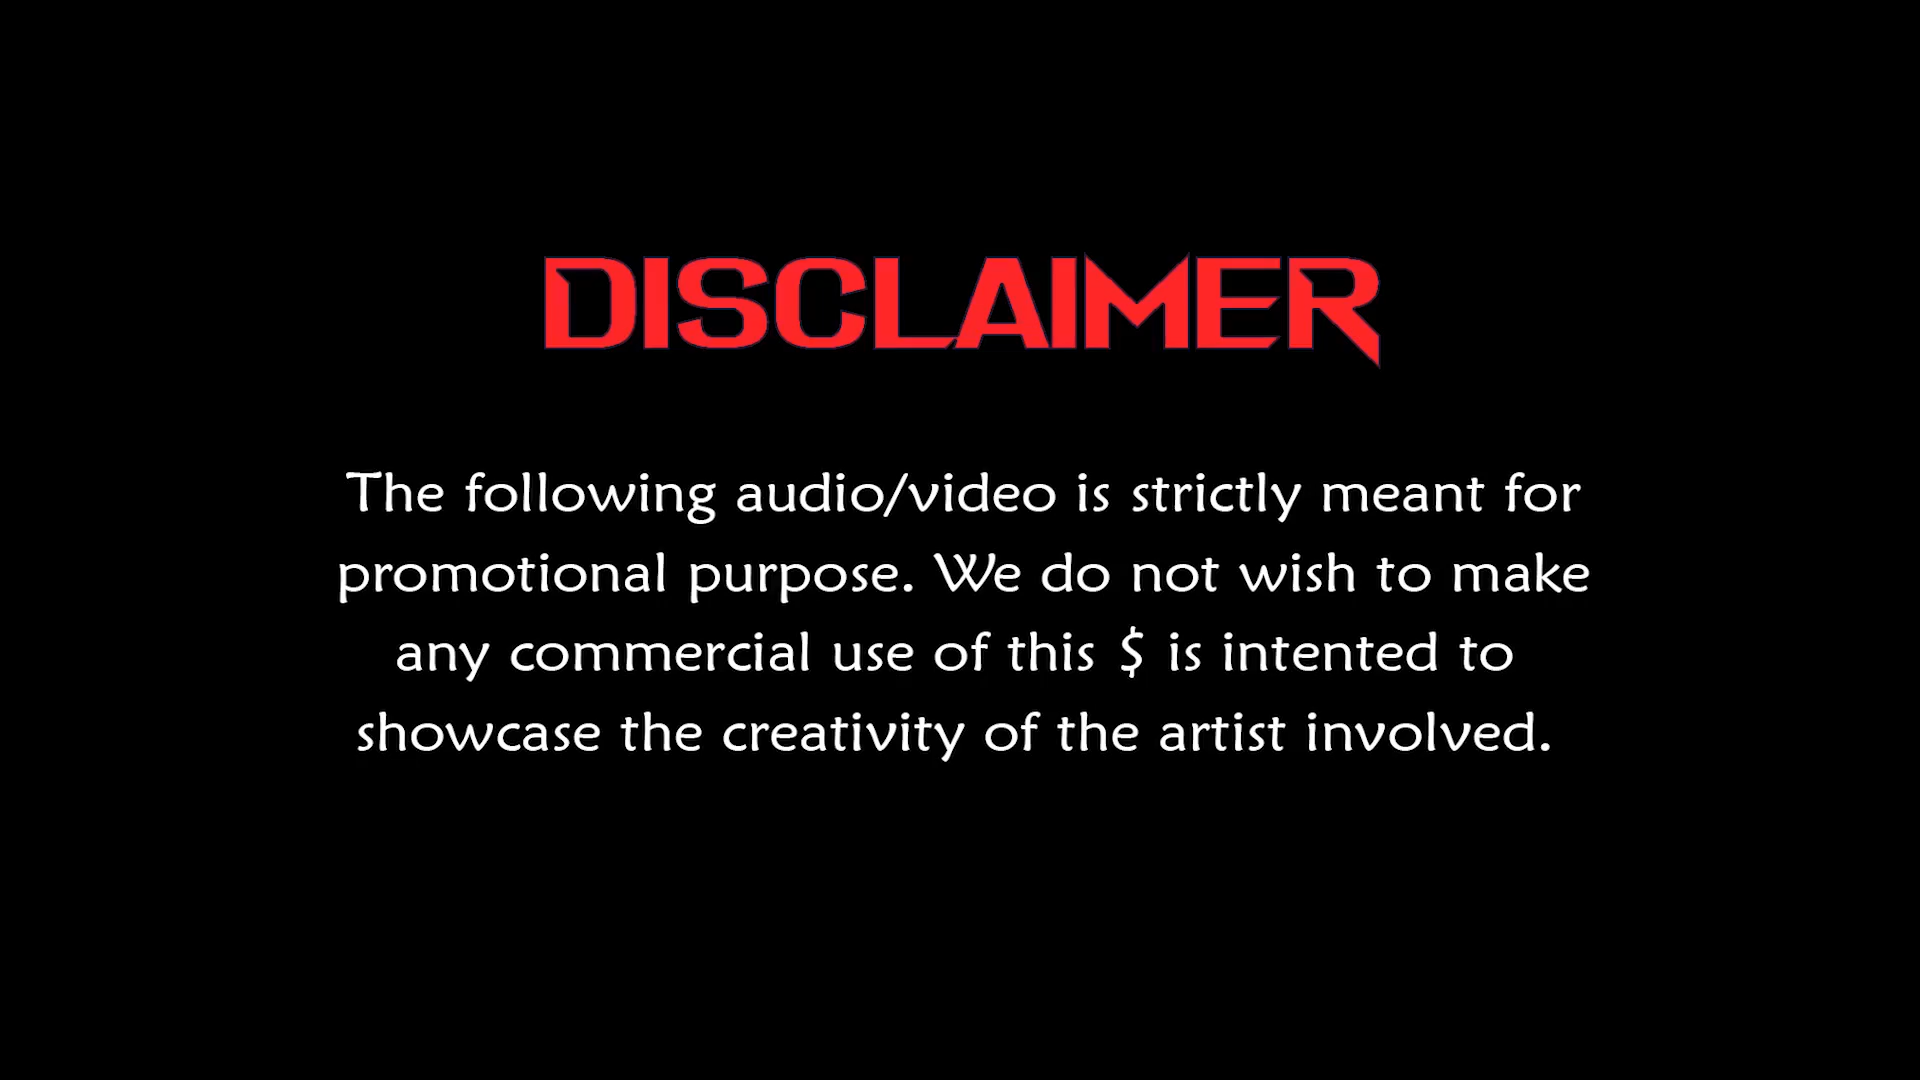 DISCLAIMER
The following audio/video is strictly meant for
promotional purpose. We do not wish to make
any commercial use of this $ is intented to
showcase the creativity of the artist involved.